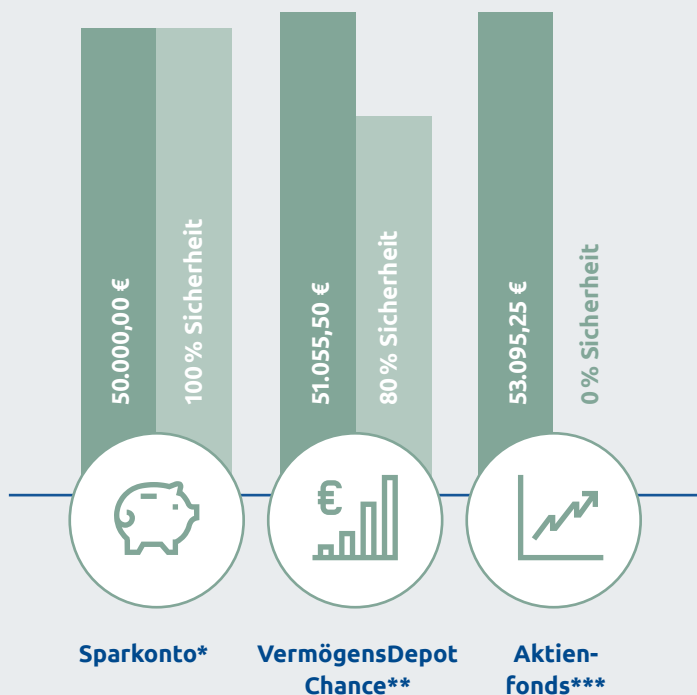 50.000,00 €
100 % Sicherheit
51.055,50 €
80 % Sicherheit
53.095,25 €
0 % Sicherheit
€
Sparkonto*
VermögensDepot
Chance**
Aktien-
fonds***